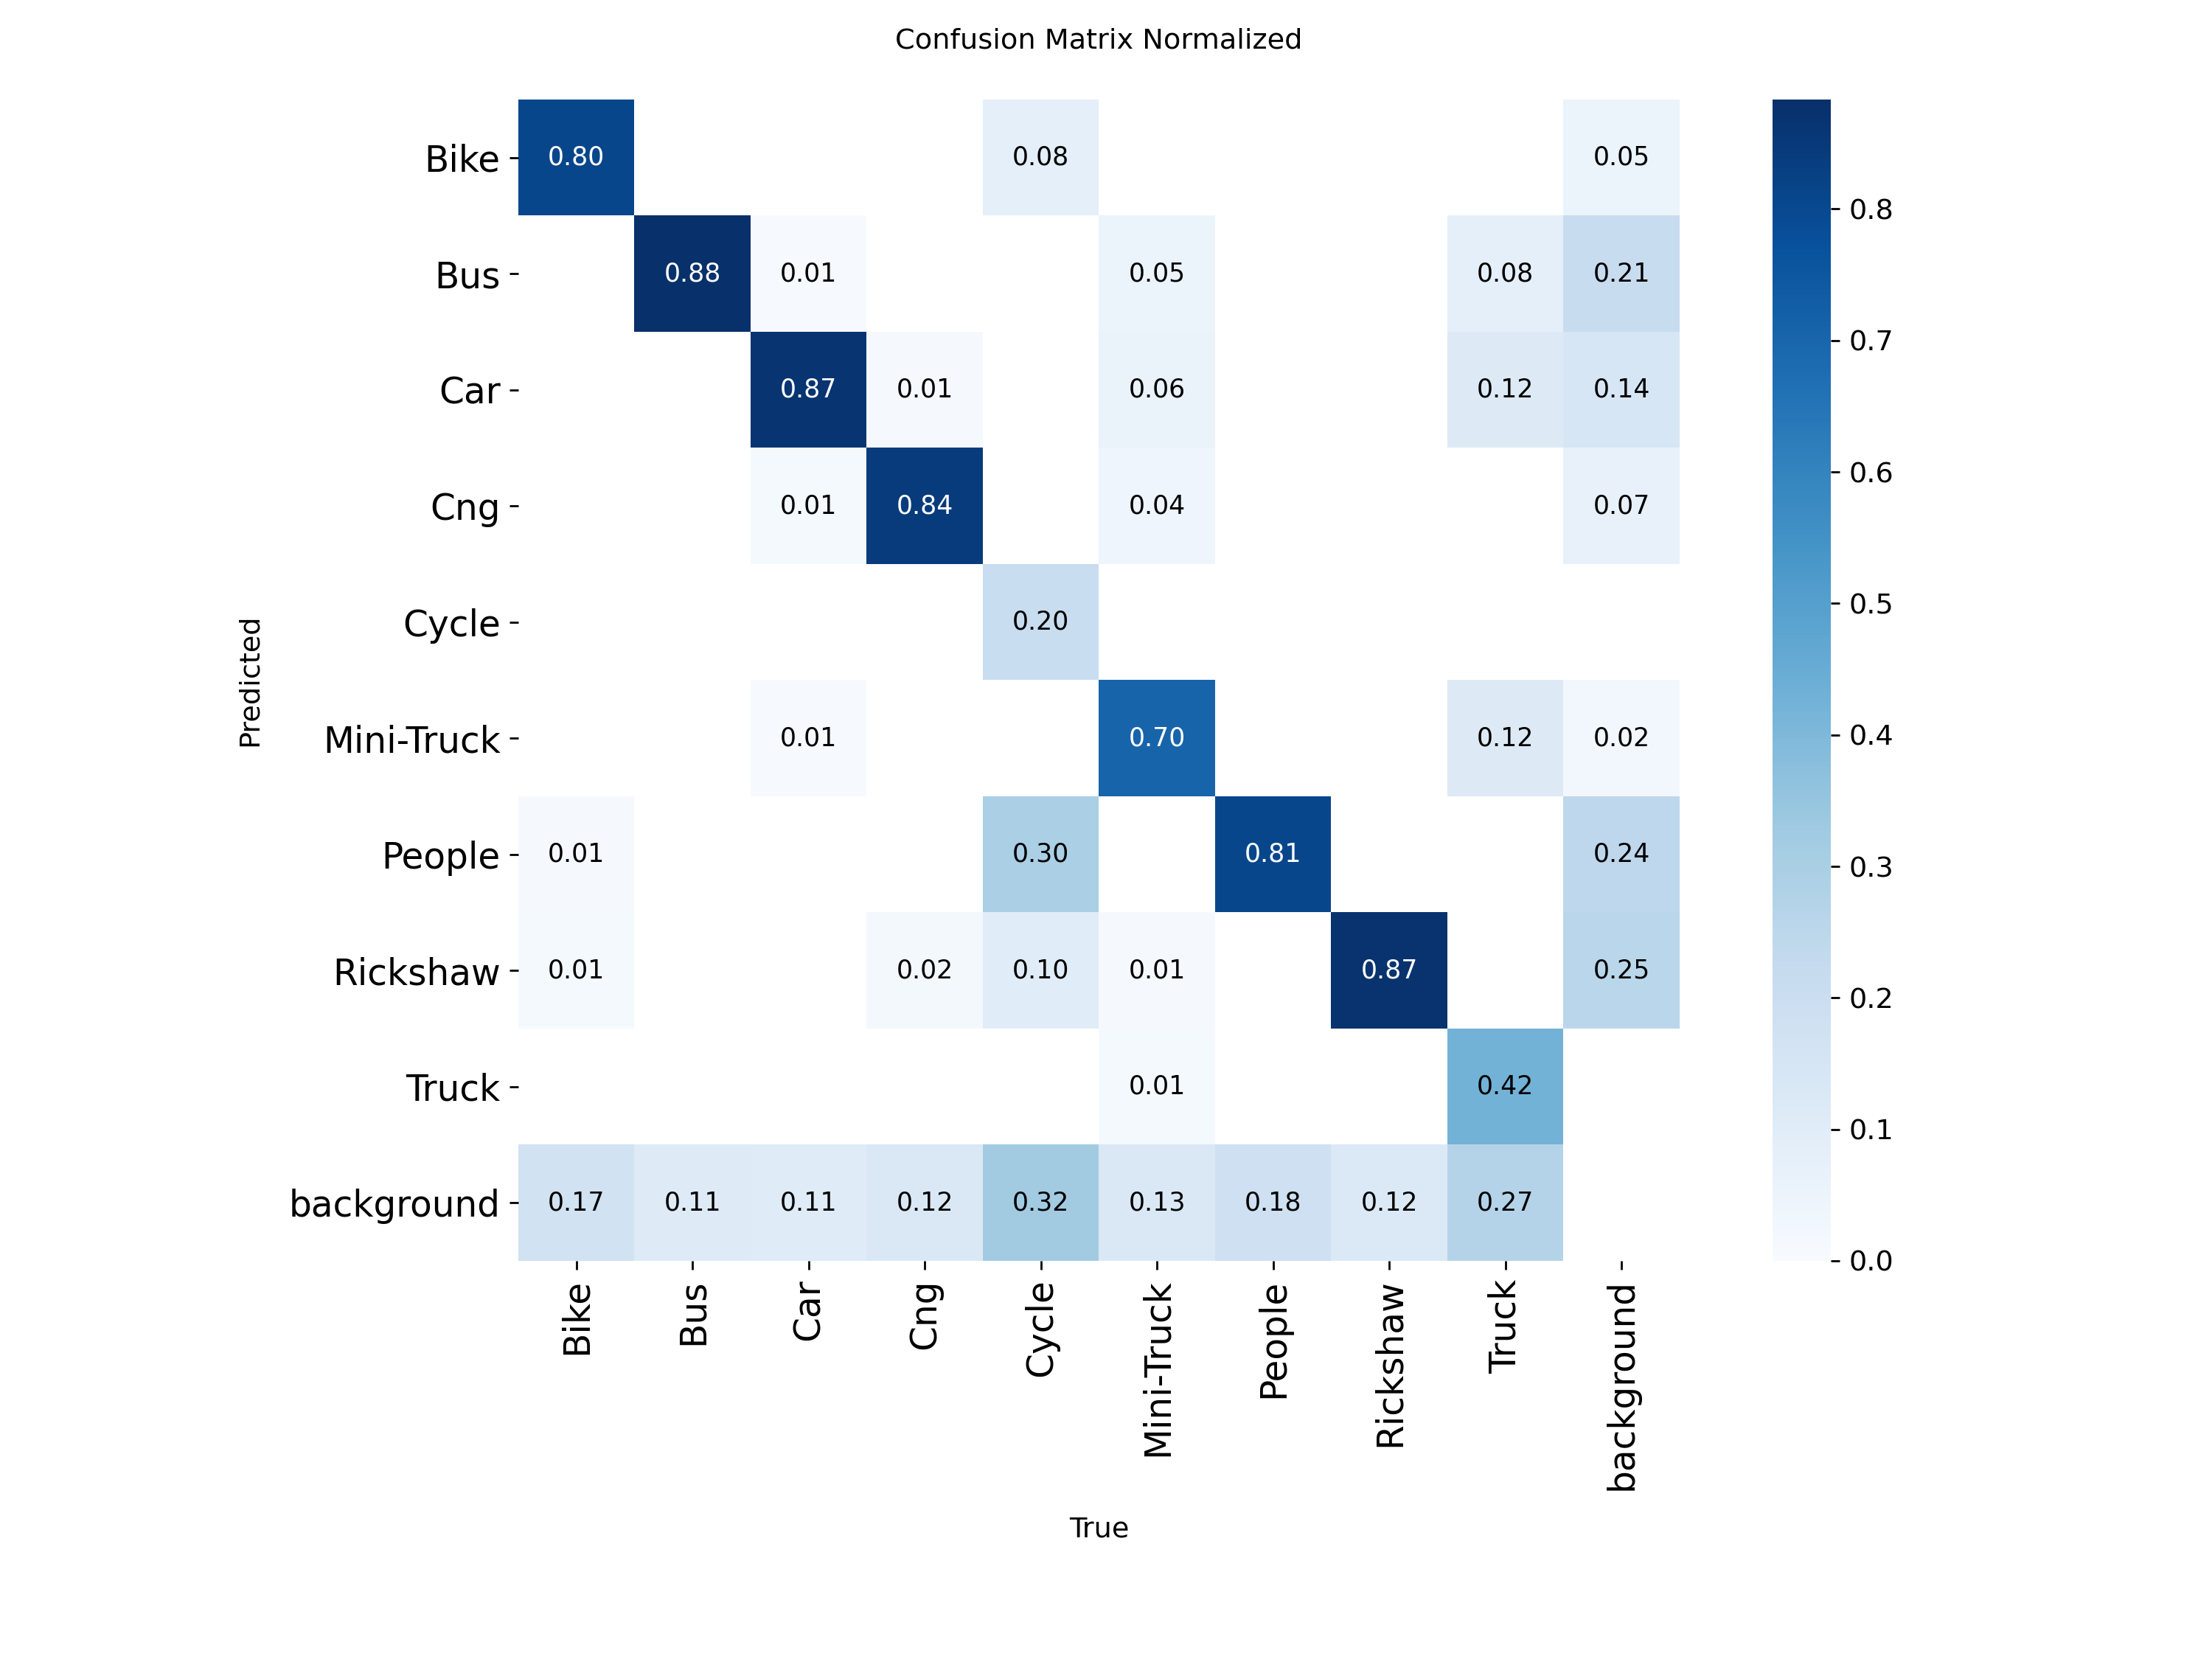 Confusion Matrix Normalized
Bike 0.80 0.08 0.05
Bus 0.88 0.01 0.05 0.08 0.21
Car 0.87 0.01 0.06 0.12 0.14
Cng 0.01 0.84 0.04 0.07
Cycle 0.20
Mini-Truck 0.01 0.70 0.12 0.02
People 0.01 0.30 0.81 0.24
Rickshaw 0.01 0.02 0.10 0.01 0.87 0.25
Truck 0.01 0.42
background 0.17 0.11 0.11 0.12 0.32 0.13 0.18 0.12 0.27
Predicted
Bike Bus Car Cng Cycle Mini-Truck People Rickshaw Truck background
True
0.8
0.7
0.6
0.5
0.4
0.3
0.2
0.1
0.0